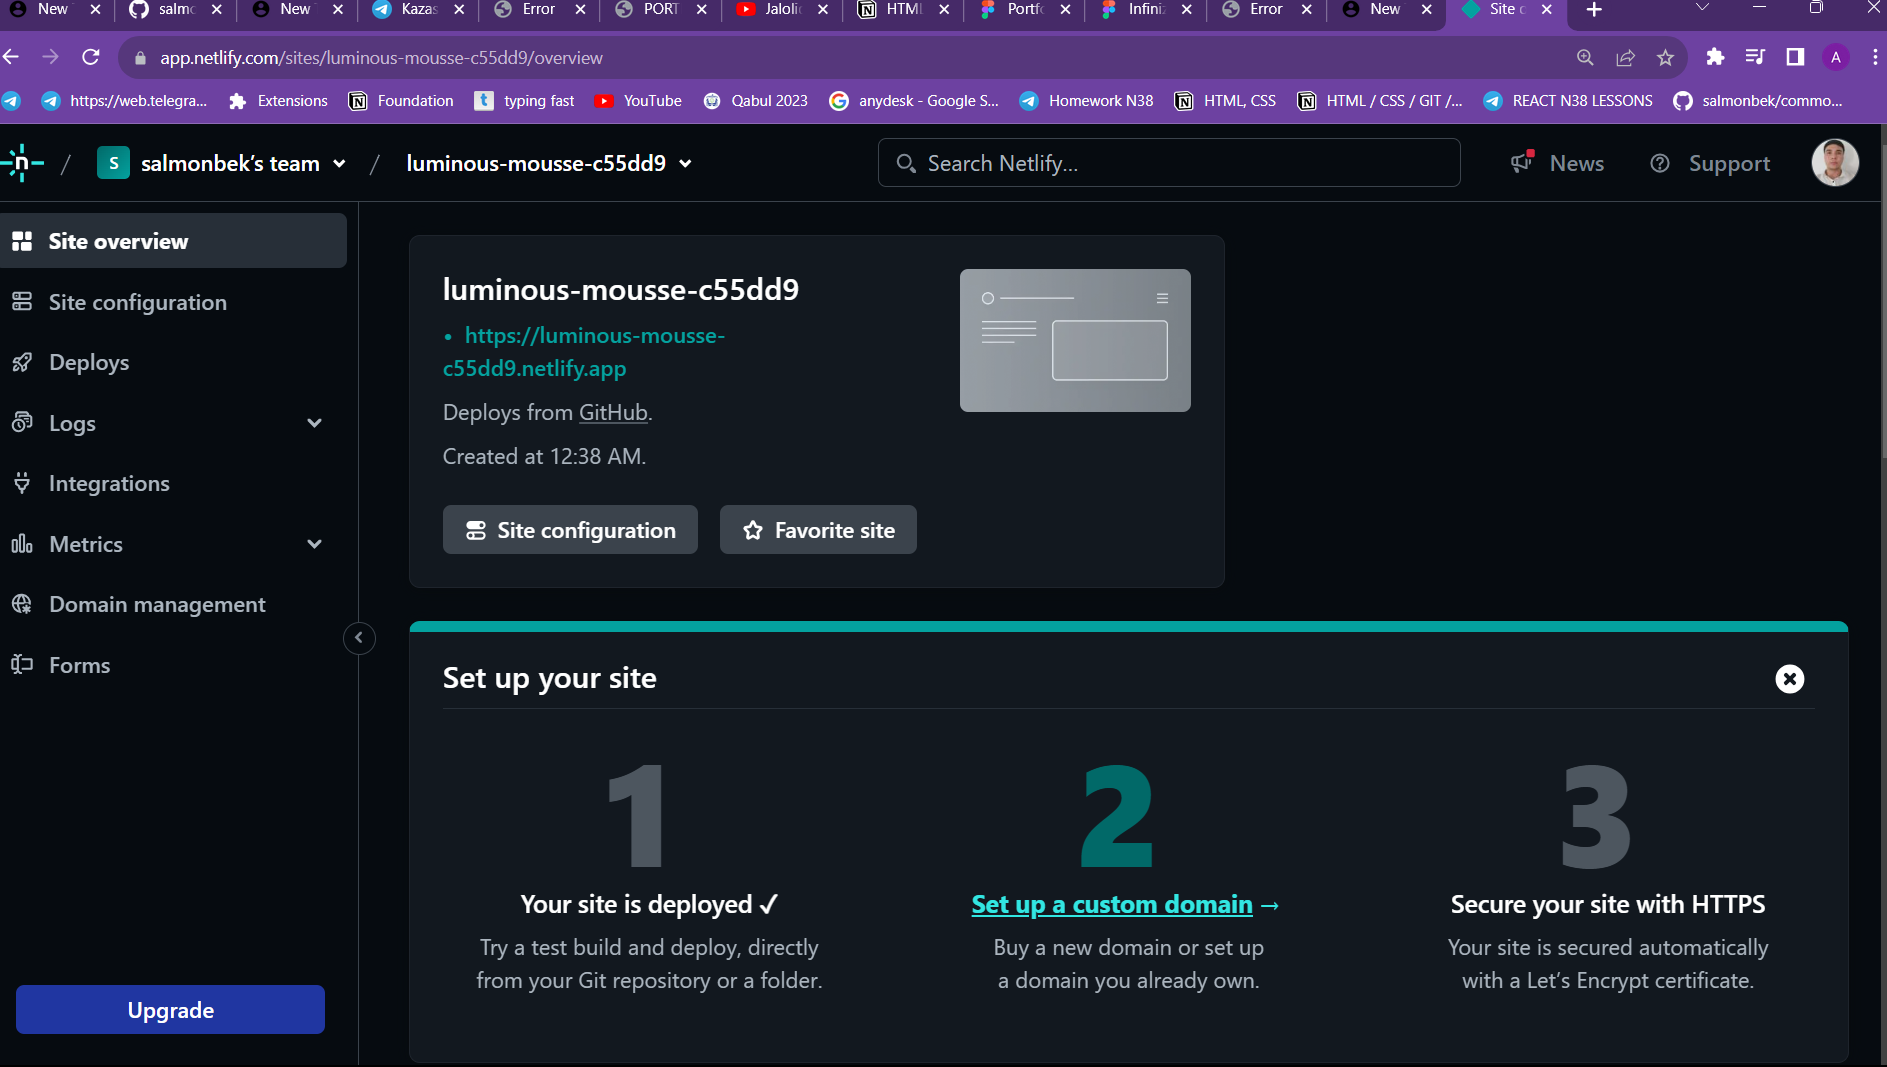 New
salmo
New
Kazas
Error
PORT
Jaloli
HTML
Portfo
Infiniz
Error
New
Site o
app.netlify.com/sites/luminous-mousse-c55dd9/overview
A
https://web.telegra...
Extensions
Foundation
t typing fast
YouTube
Qabul 2023
anydesk - Google S...
Homework N38
HTML, CSS
HTML / CSS / GIT /...
REACT N38 LESSONS
salmonbek/commo...
n / S salmonbek’s team / luminous-mousse-c55dd9
Search Netlify...
News
Support
Site overview
Site configuration
Deploys
Logs
Integrations
Metrics
Domain management
Forms
Upgrade
luminous-mousse-c55dd9
• https://luminous-mousse-
c55dd9.netlify.app
Deploys from GitHub.
Created at 12:38 AM.
Site configuration
Favorite site
Set up your site
1
Your site is deployed ✓
Try a test build and deploy, directly
from your Git repository or a folder.
2
Set up a custom domain →
Buy a new domain or set up
a domain you already own.
3
Secure your site with HTTPS
Your site is secured automatically
with a Let’s Encrypt certificate.